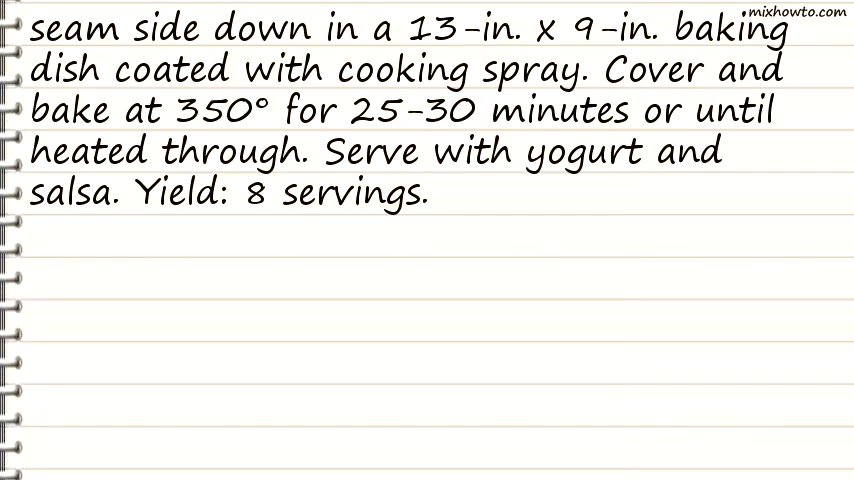 mixhowto.com
seam side down in a 13-in. x 9-in. baking
dish coated with cooking spray. Cover and
bake at 350° for 25-30 minutes or until
heated through. Serve with yogurt and
salsa. Yield: 8 servings.